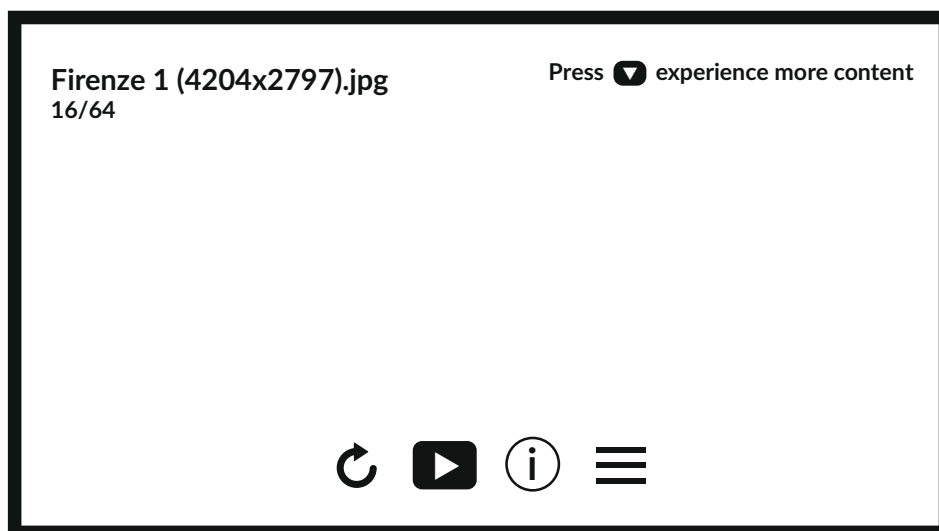 Firenze 1 (4204x2797).jpg
16/64
Press ▼ experience more content
i